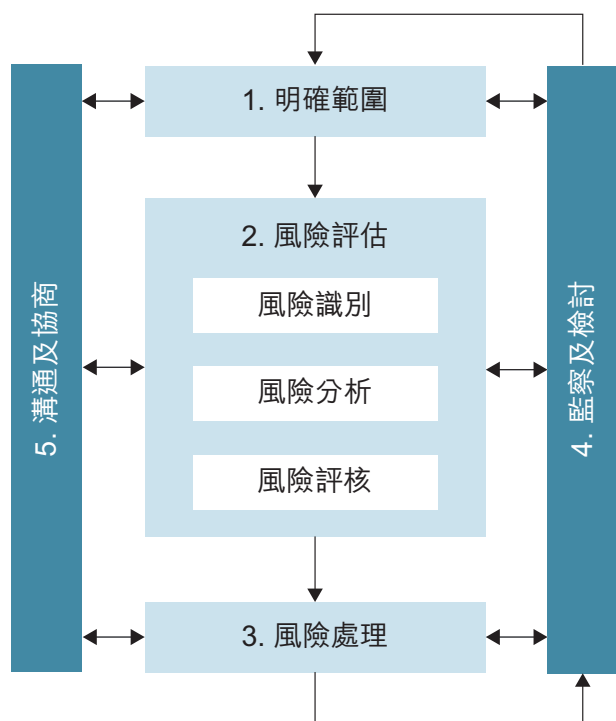 1. 明確範圍
2. 風險評估
風險識別
風險分析
風險評核
3. 風險處理
4. 監察及檢討
5. 溝通及協商